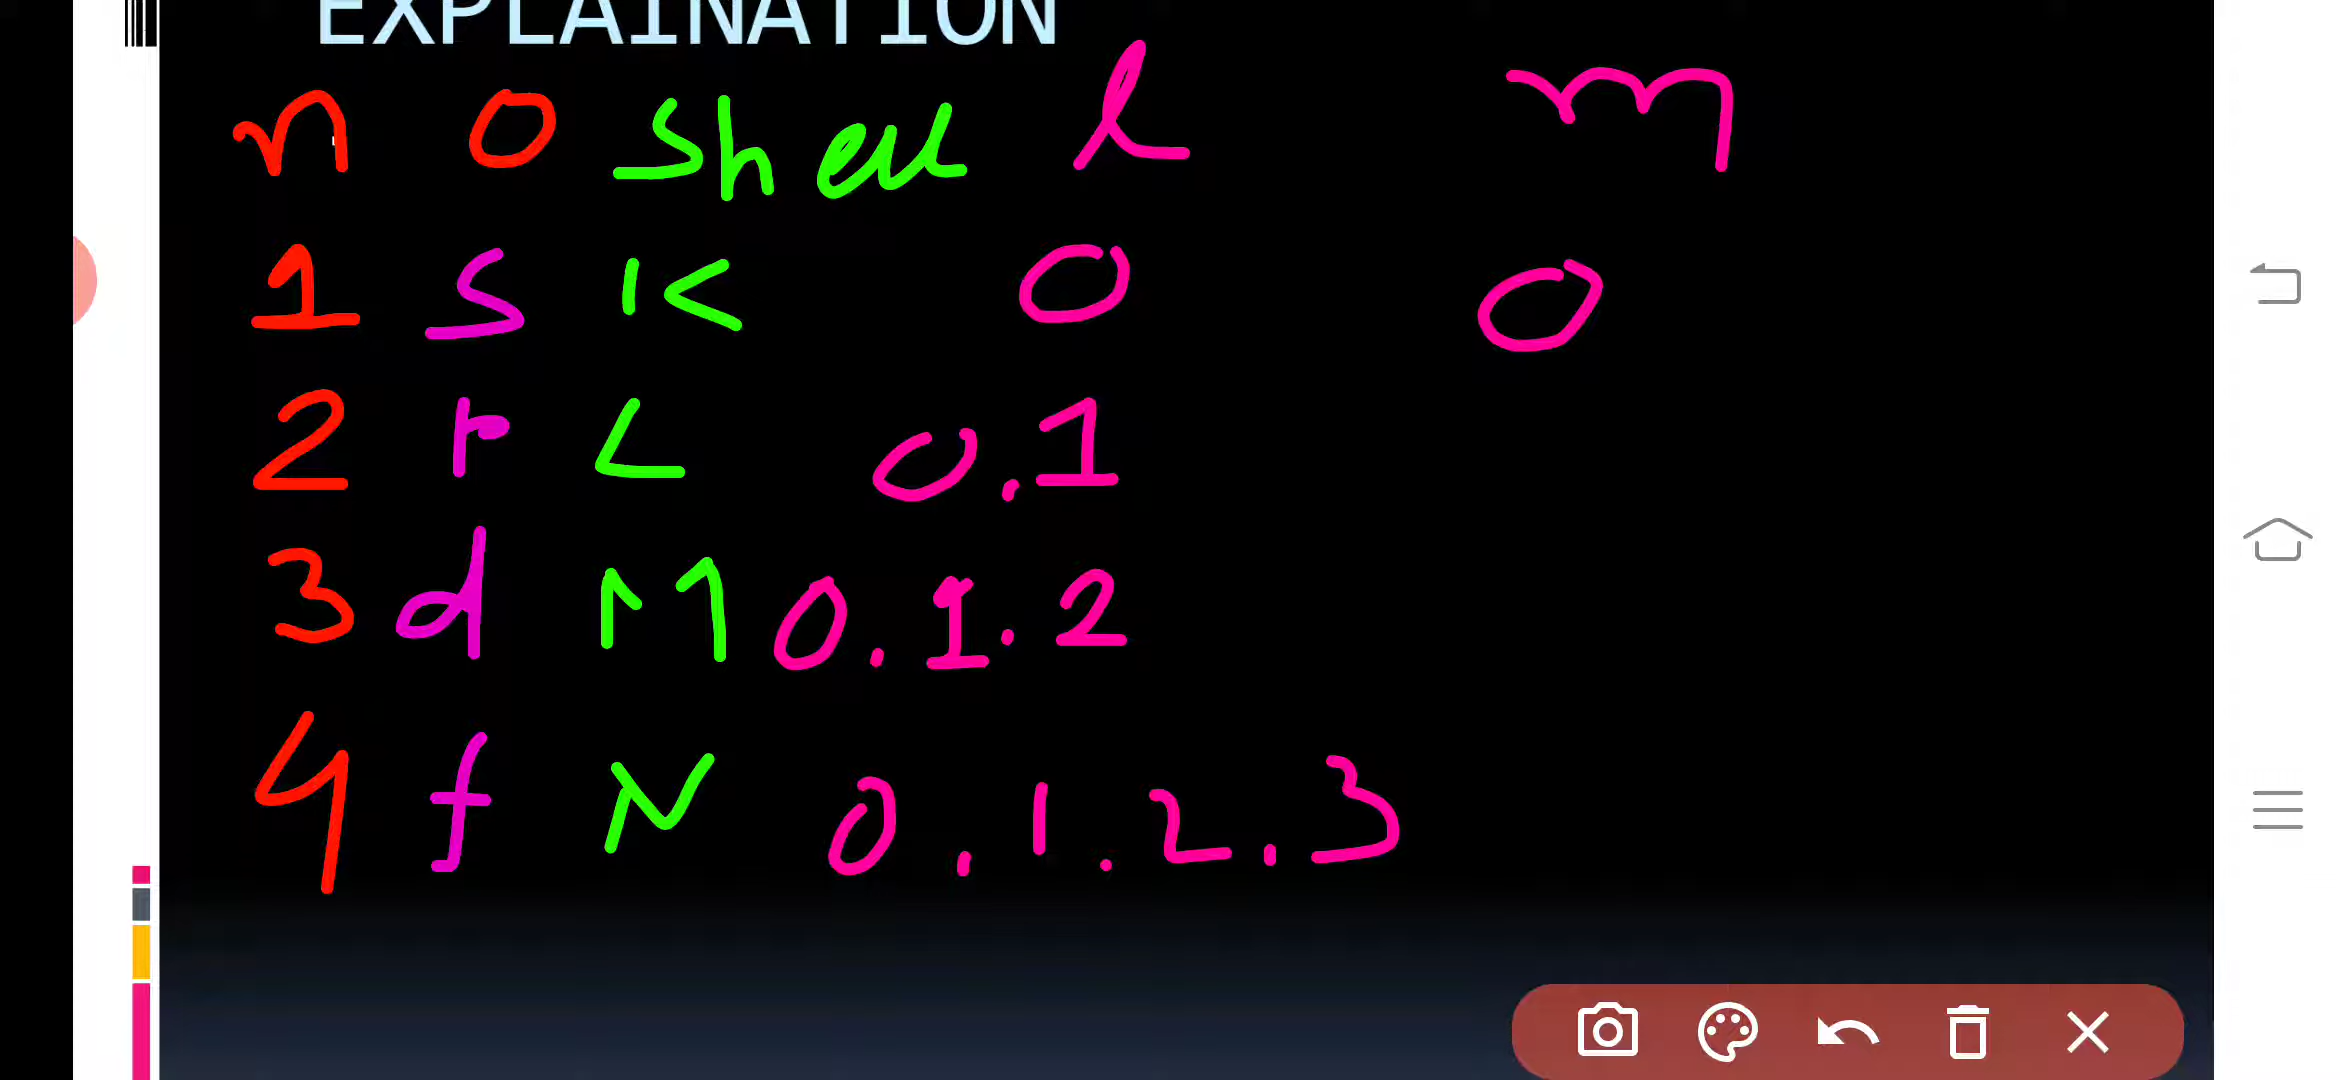 EXPLAINATION
n o shell l m
1 s K 0 0
2 p L 0.1
3 d M 0.1.2
4 f N 0.1.2.3